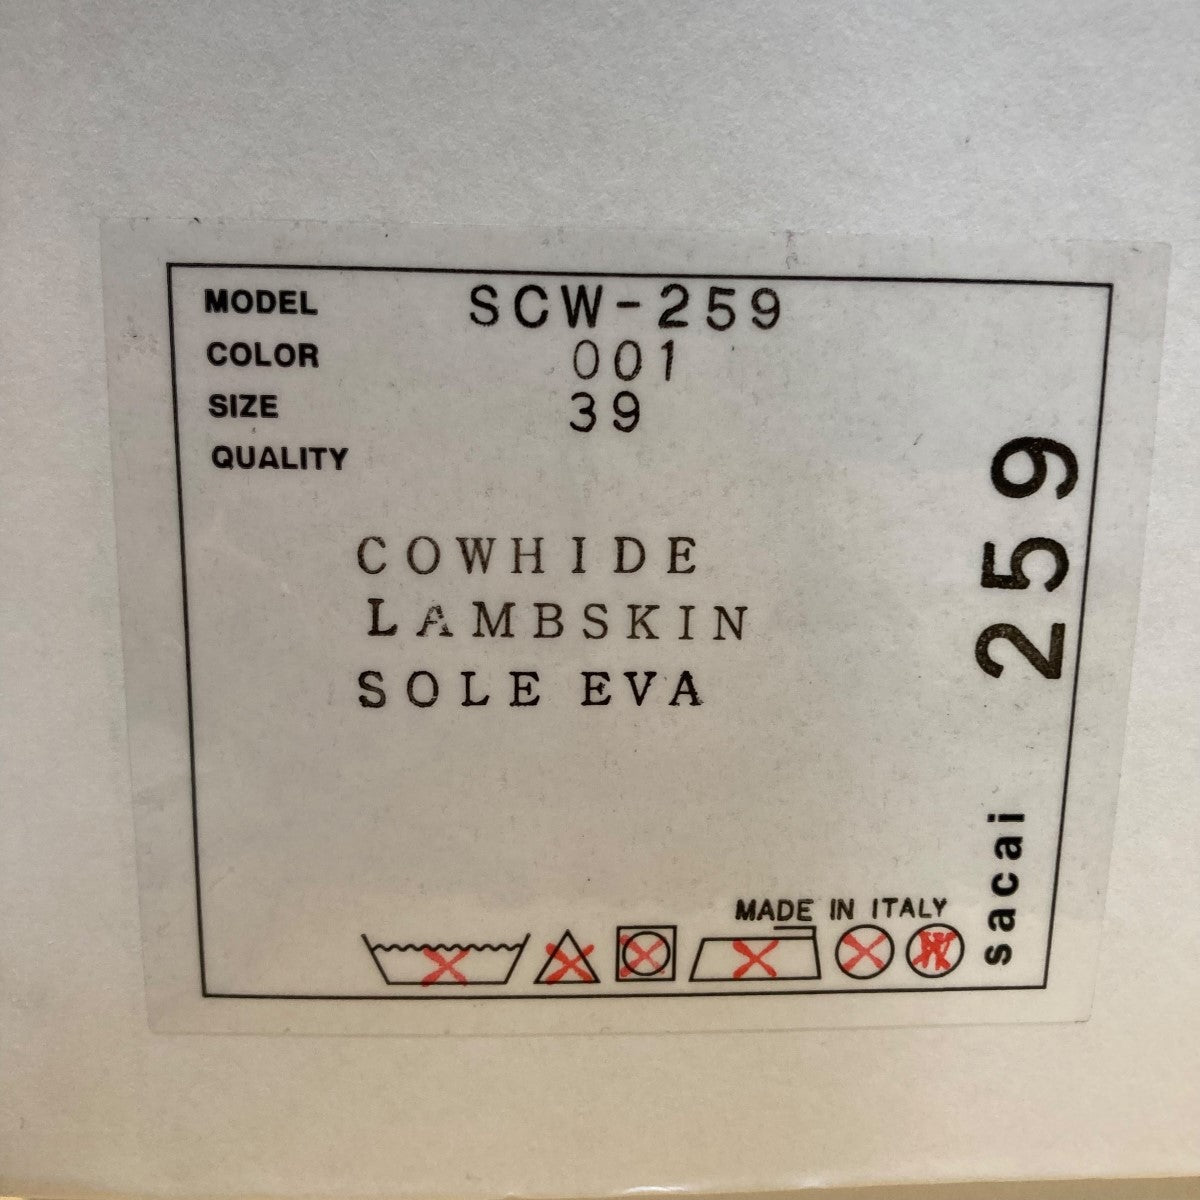 MODEL SCW-259
COLOR 001
SIZE 39
QUALITY
COWHIDE
LAMBSKIN
SOLE EVA
MADE IN ITALY
sacai 259